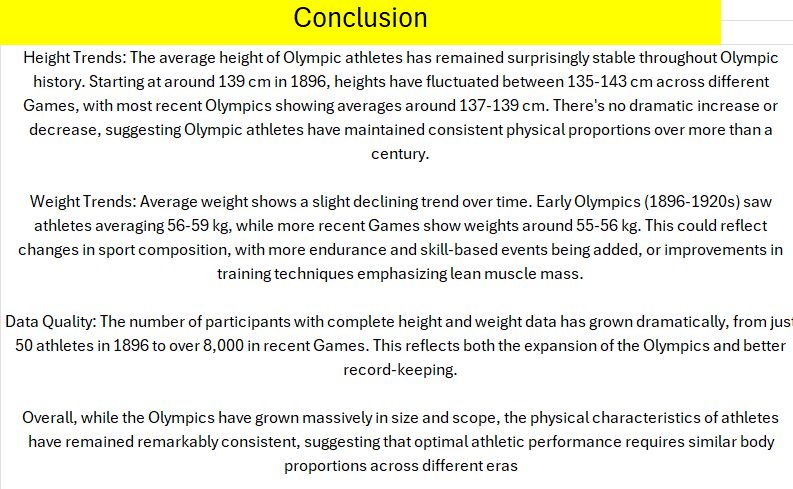 Conclusion
Height Trends: The average height of Olympic athletes has remained surprisingly stable throughout Olympic
history. Starting at around 139 cm in 1896, heights have fluctuated between 135-143 cm across different
Games, with most recent Olympics showing averages around 137-139 cm. There's no dramatic increase or
decrease, suggesting Olympic athletes have maintained consistent physical proportions over more than a
century.
Weight Trends: Average weight shows a slight declining trend over time. Early Olympics (1896-1920s) saw
athletes averaging 56-59 kg, while more recent Games show weights around 55-56 kg. This could reflect
changes in sport composition, with more endurance and skill-based events being added, or improvements in
training techniques emphasizing lean muscle mass.
Data Quality: The number of participants with complete height and weight data has grown dramatically, from just
50 athletes in 1896 to over 8,000 in recent Games. This reflects both the expansion of the Olympics and better
record-keeping.
Overall, while the Olympics have grown massively in size and scope, the physical characteristics of athletes
have remained remarkably consistent, suggesting that optimal athletic performance requires similar body
proportions across different eras